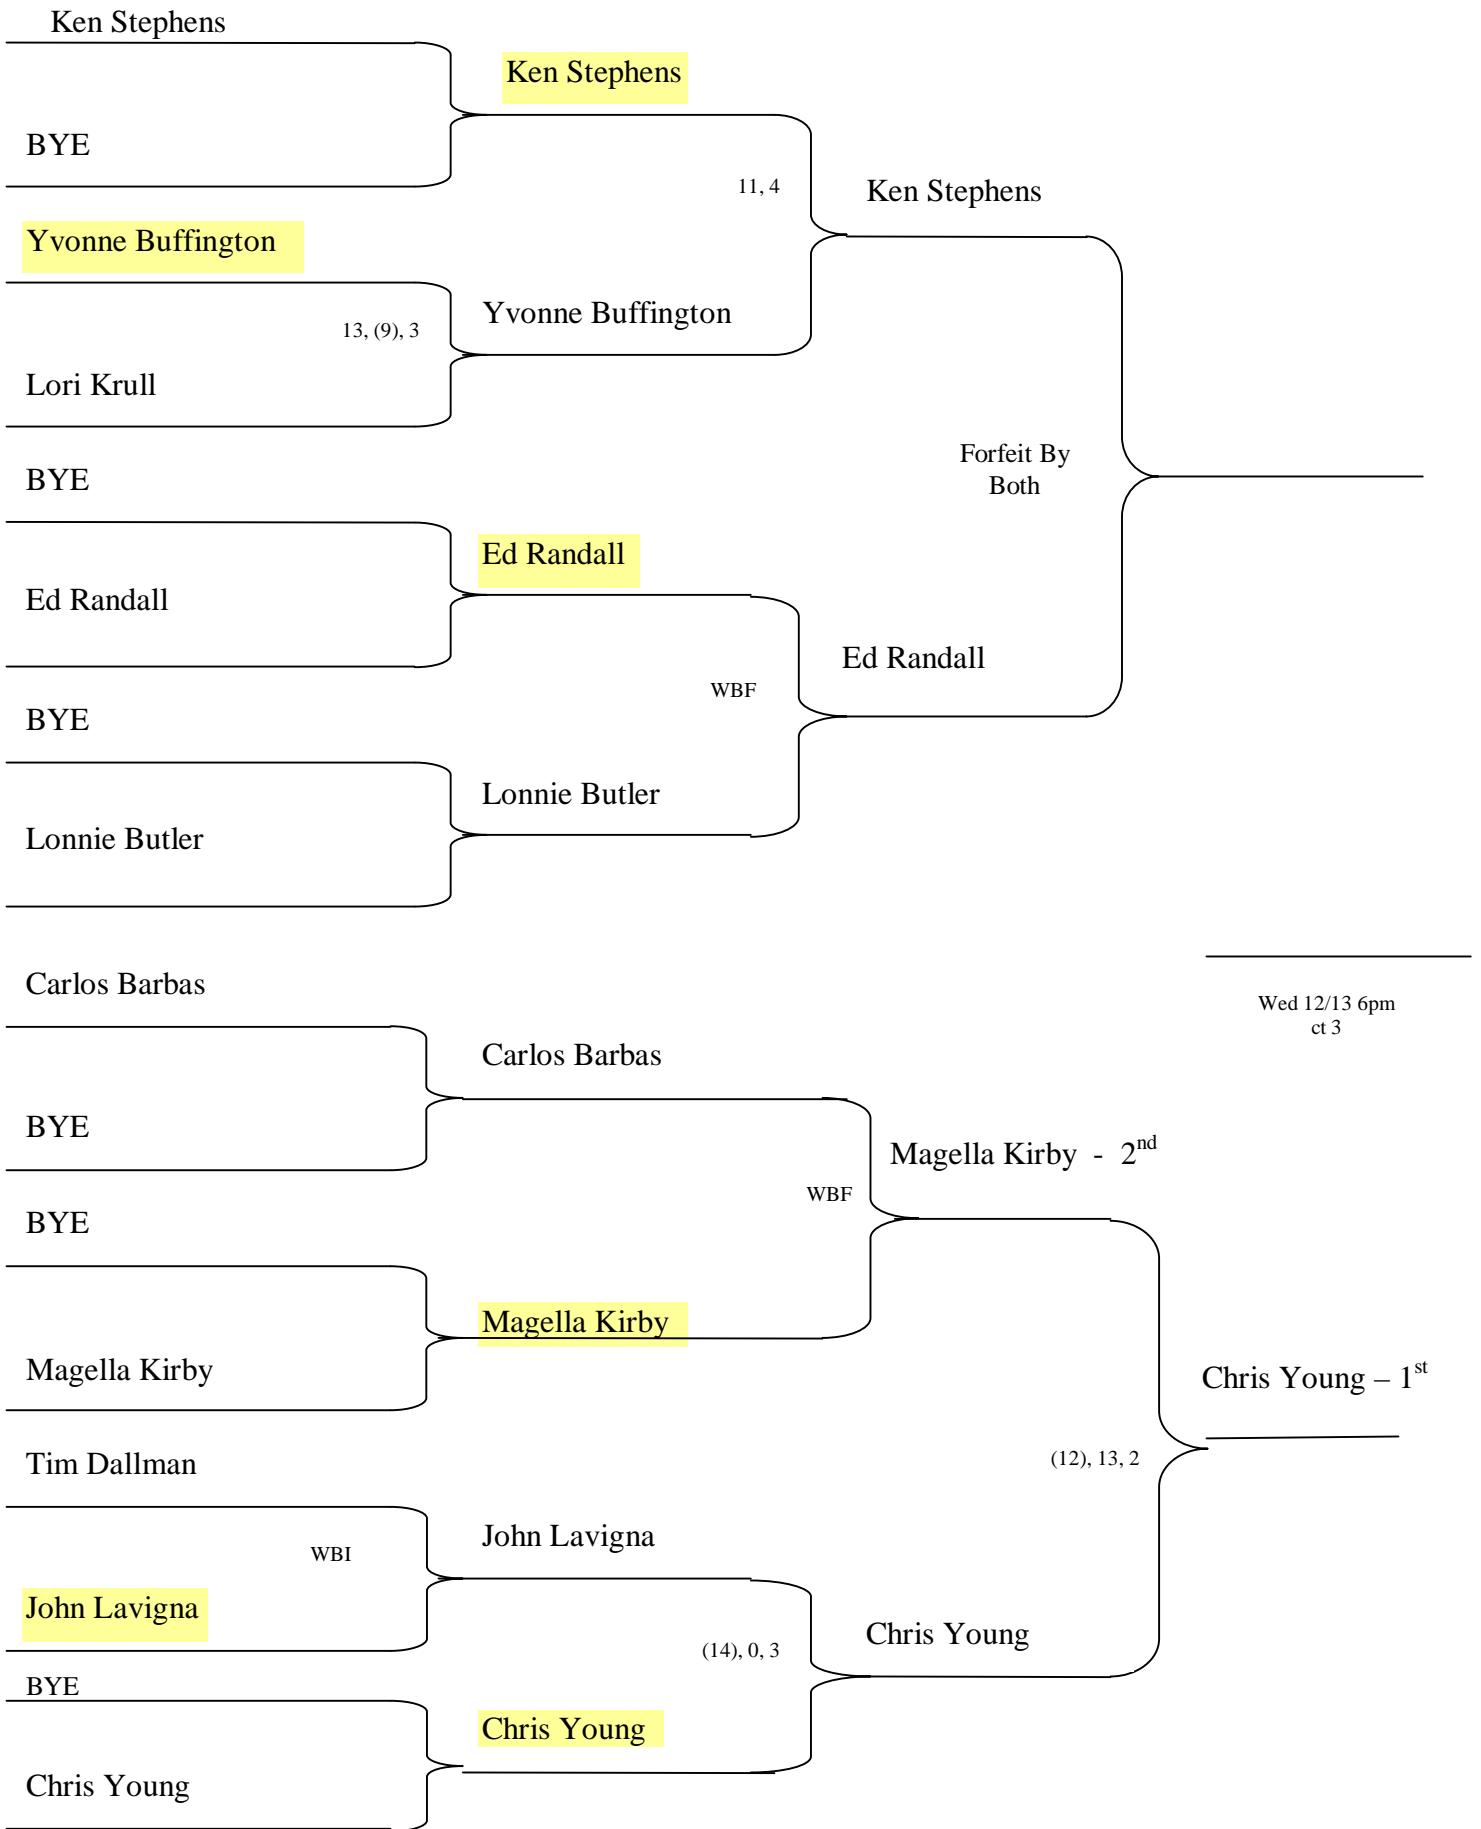 Ken Stephens
Ken Stephens
BYE
11, 4
Ken Stephens
Yvonne Buffington
Yvonne Buffington
13, (9), 3
Lori Krull
Forfeit By
Both
BYE
Ed Randall
Ed Randall
Ed Randall
WBF
BYE
Lonnie Butler
Lonnie Butler
Carlos Barbas
Wed 12/13 6pm
ct 3
Carlos Barbas
BYE
Magella Kirby - 2nd
WBF
BYE
Magella Kirby
Magella Kirby
Chris Young – 1st
Tim Dallman
(12), 13, 2
John Lavigna
WBI
John Lavigna
Chris Young
(14), 0, 3
BYE
Chris Young
Chris Young